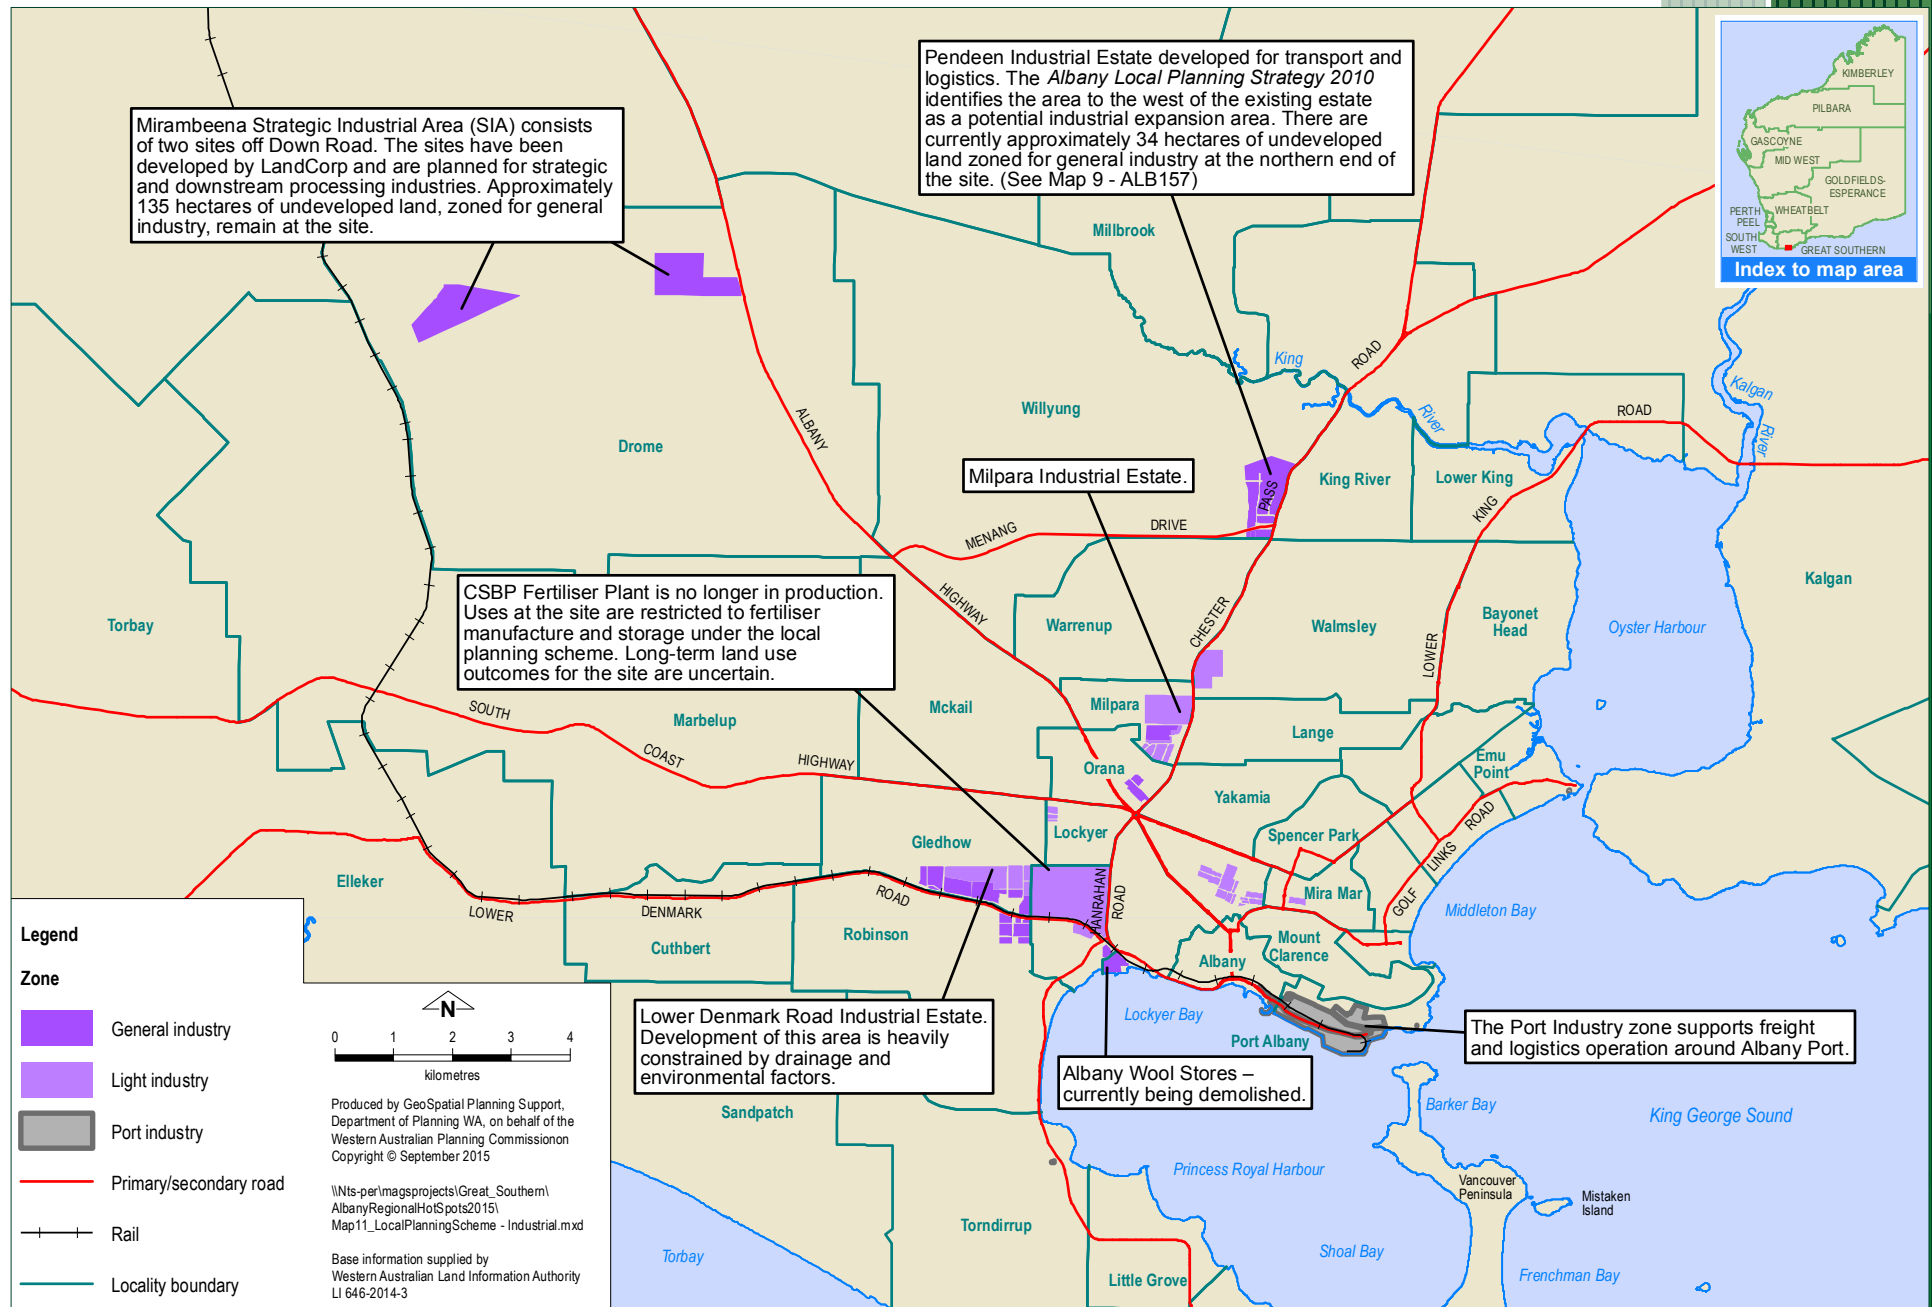 Mirambeena Strategic Industrial Area (SIA) consists
of two sites off Down Road. The sites have been
developed by LandCorp and are planned for strategic
and downstream processing industries. Approximately
135 hectares of undeveloped land, zoned for general
industry, remain at the site.
Pendeen Industrial Estate developed for transport and
logistics. The Albany Local Planning Strategy 2010
identifies the area to the west of the existing estate
as a potential industrial expansion area. There are
currently approximately 34 hectares of undeveloped
land zoned for general industry at the northern end of
the site. (See Map 9 - ALB157)
KIMBERLEY
PILBARA
GASCOYNE
MID WEST
GOLDFIELDS-
ESPERANCE
PERTH
PEEL
WHEATBELT
SOUTH
WEST
GREAT SOUTHERN
Index to map area
Millbrook
King
River
ROAD
Kalgan
River
Willyung
Drome
ALBANY
HIGHWAY
ROAD
Milpara Industrial Estate.
King River
Lower King
PASS
KING
MENANG
DRIVE
CSBP Fertiliser Plant is no longer in production.
Uses at the site are restricted to fertiliser
manufacture and storage under the local
planning scheme. Long-term land use
outcomes for the site are uncertain.
Torbay
Warrenup
CHESTER
Walmsley
LOWER
Bayonet
Head
Oyster Harbour
Kalgan
SOUTH
COAST
HIGHWAY
Marbelup
Mckail
Milpara
Lange
Orana
Emu
Point
Yakamia
Lockyer
Spencer Park
LINKS
ROAD
GOLF
Gledhow
Elleker
Mira Mar
Middleton Bay
LOWER
DENMARK
ROAD
HANRAHAN
ROAD
Cuthbert
Robinson
Albany
Mount
Clarence
Lockyer Bay
Port Albany
Lower Denmark Road Industrial Estate.
Development of this area is heavily
constrained by drainage and
environmental factors.
Albany Wool Stores –
currently being demolished.
The Port Industry zone supports freight
and logistics operation around Albany Port.
Sandpatch
Barker Bay
King George Sound
Princess Royal Harbour
Vancouver
Peninsula
Mistaken
Island
Torndirrup
Torbay
Shoal Bay
Frenchman Bay
Little Grove
Legend
Zone
General industry
Light industry
Port industry
Primary/secondary road
Rail
Locality boundary
N
0 1 2 3 4
kilometres
Produced by GeoSpatial Planning Support,
Department of Planning WA, on behalf of the
Western Australian Planning Commissionon
Copyright © September 2015
\\Nts-per\magsprojects\Great_Southern\
AlbanyRegionalHotSpots2015\
Map11_LocalPlanningScheme - Industrial.mxd
Base information supplied by
Western Australian Land Information Authority
LI 646-2014-3